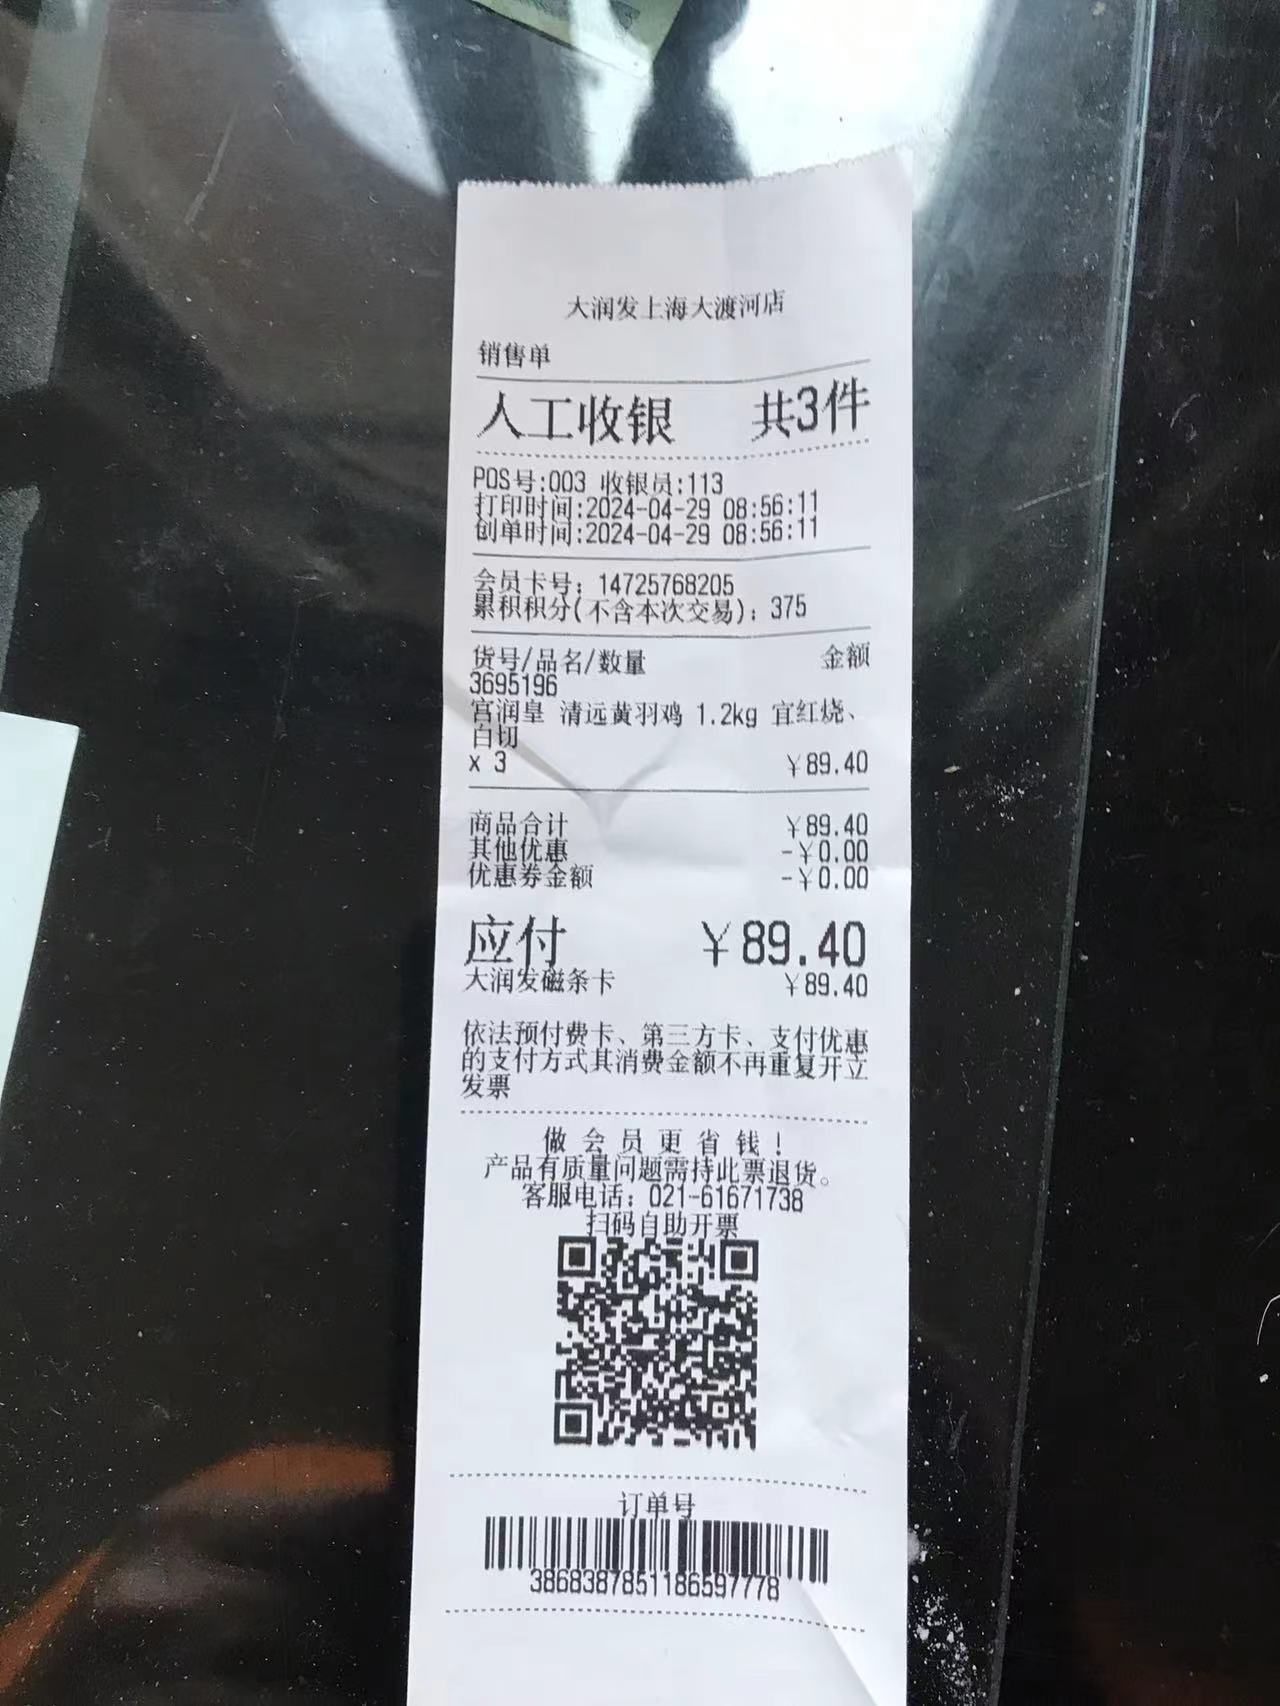 大润发上海大渡河店
销售单
人工收银 共3件
POS号:003 收银员:113
打印时间:2024-04-29 08:56:11
创单时间:2024-04-29 08:56:11
会员卡号：14725768205
累积积分(不含本次交易)：375
货号/品名/数量 金额
3695196
宫润皇 清远黄羽鸡 1.2kg 宜红烧、
白切
x 3 ￥89.40
商品合计 ￥89.40
其他优惠 -￥0.00
优惠券金额 -￥0.00
应付 ￥89.40
大润发磁条卡 ￥89.40
依法预付费卡、第三方卡、支付优惠
的支付方式其消费金额不再重复开立
发票
做会员更省钱！
产品有质量问题需持此票退货。
客服电话：021-61671738
扫码自助开票
订单号
3868387851186597778